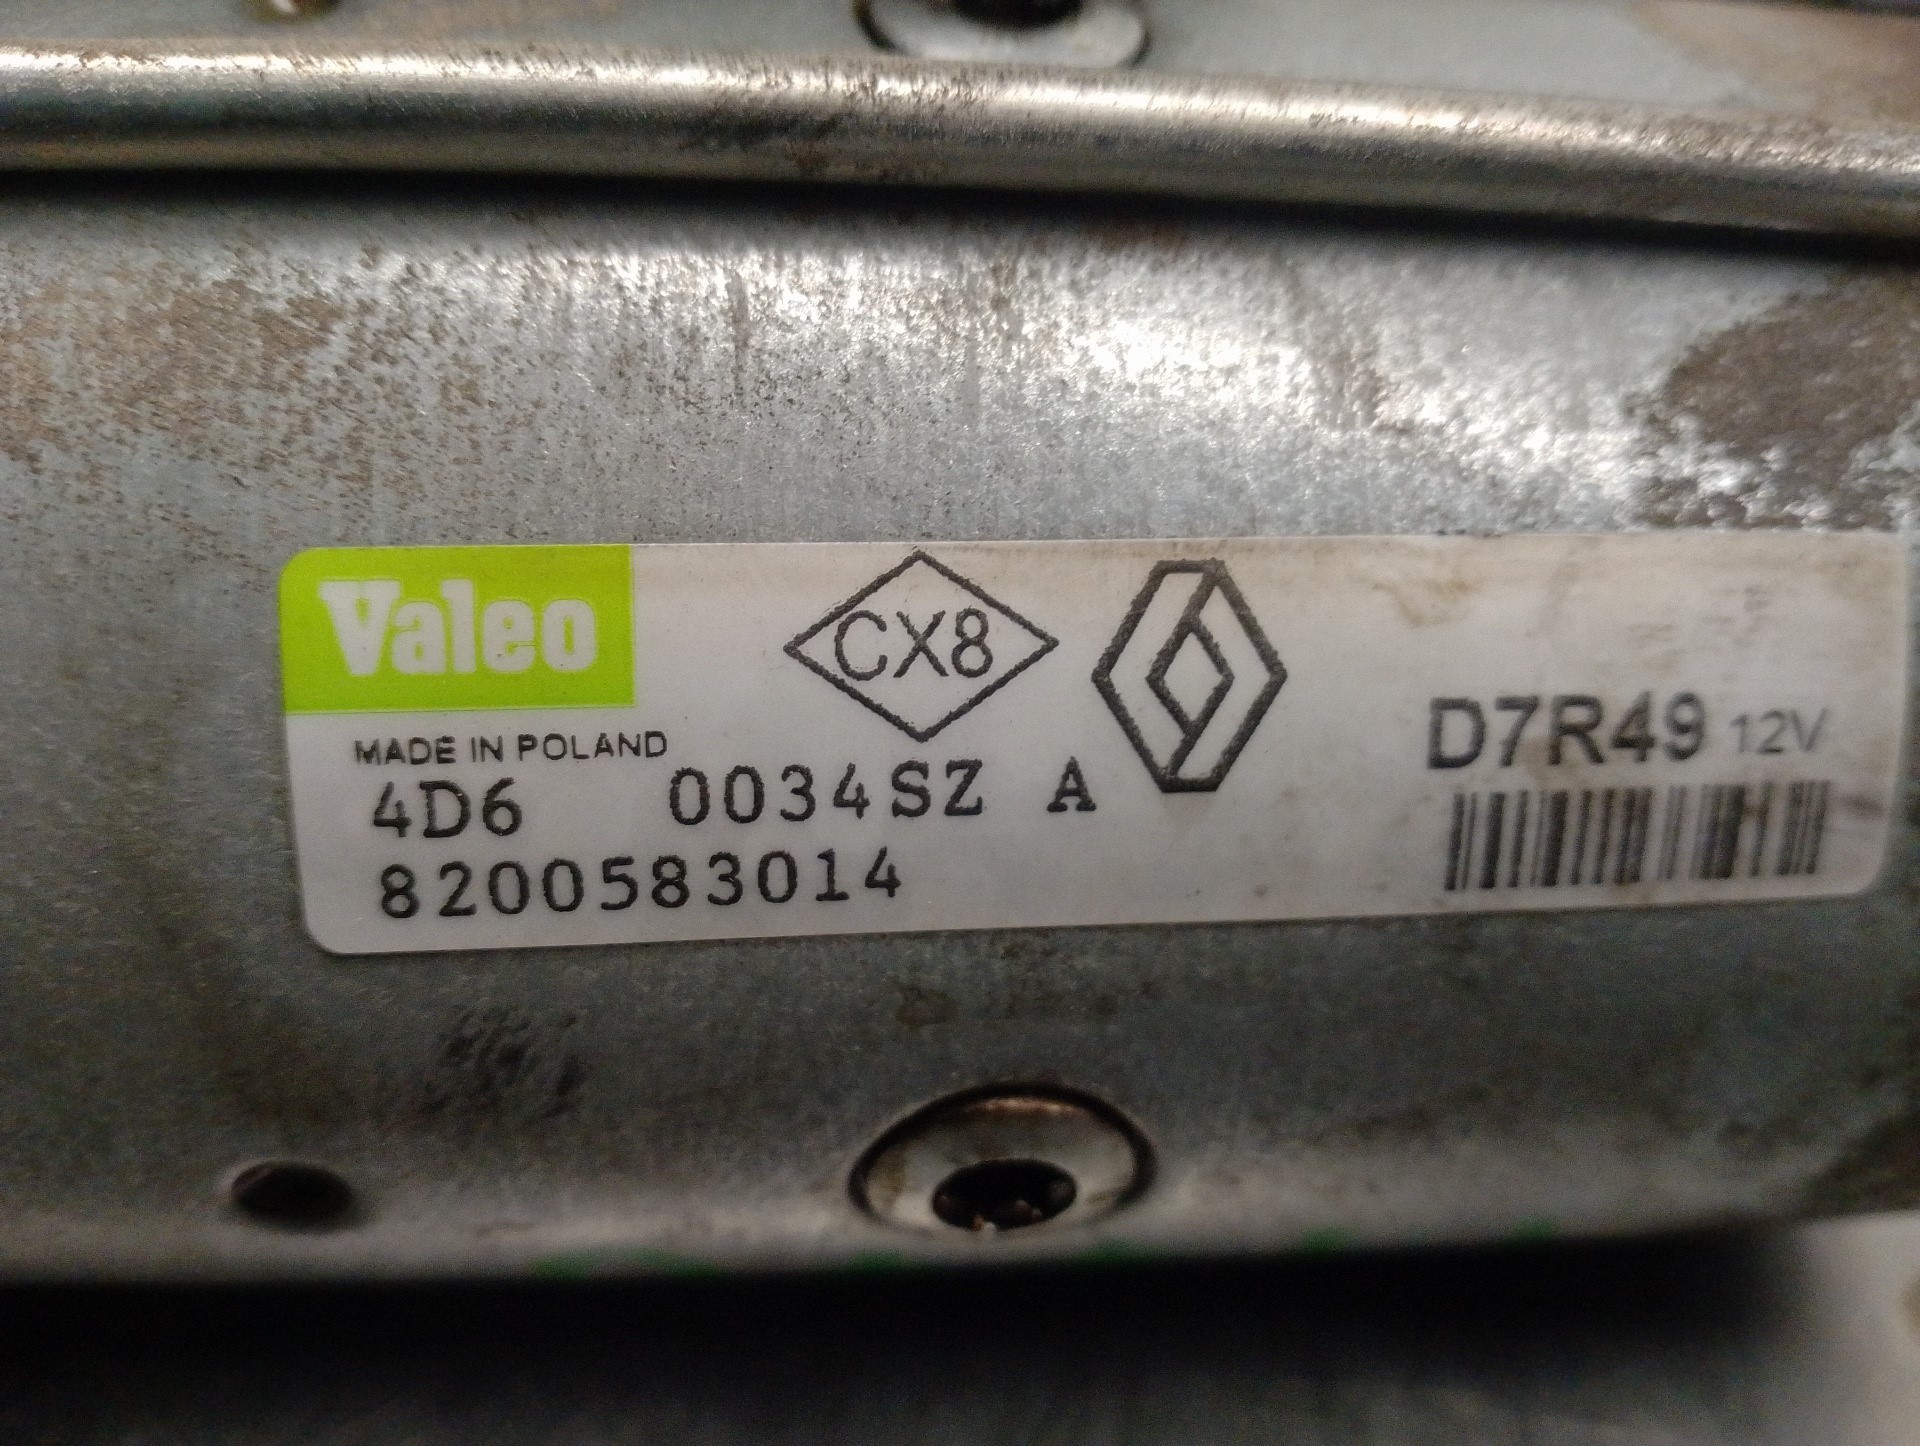 Valeo
CX8
D7R49 12V
MADE IN POLAND
4D6 0034SZ A
8200583014